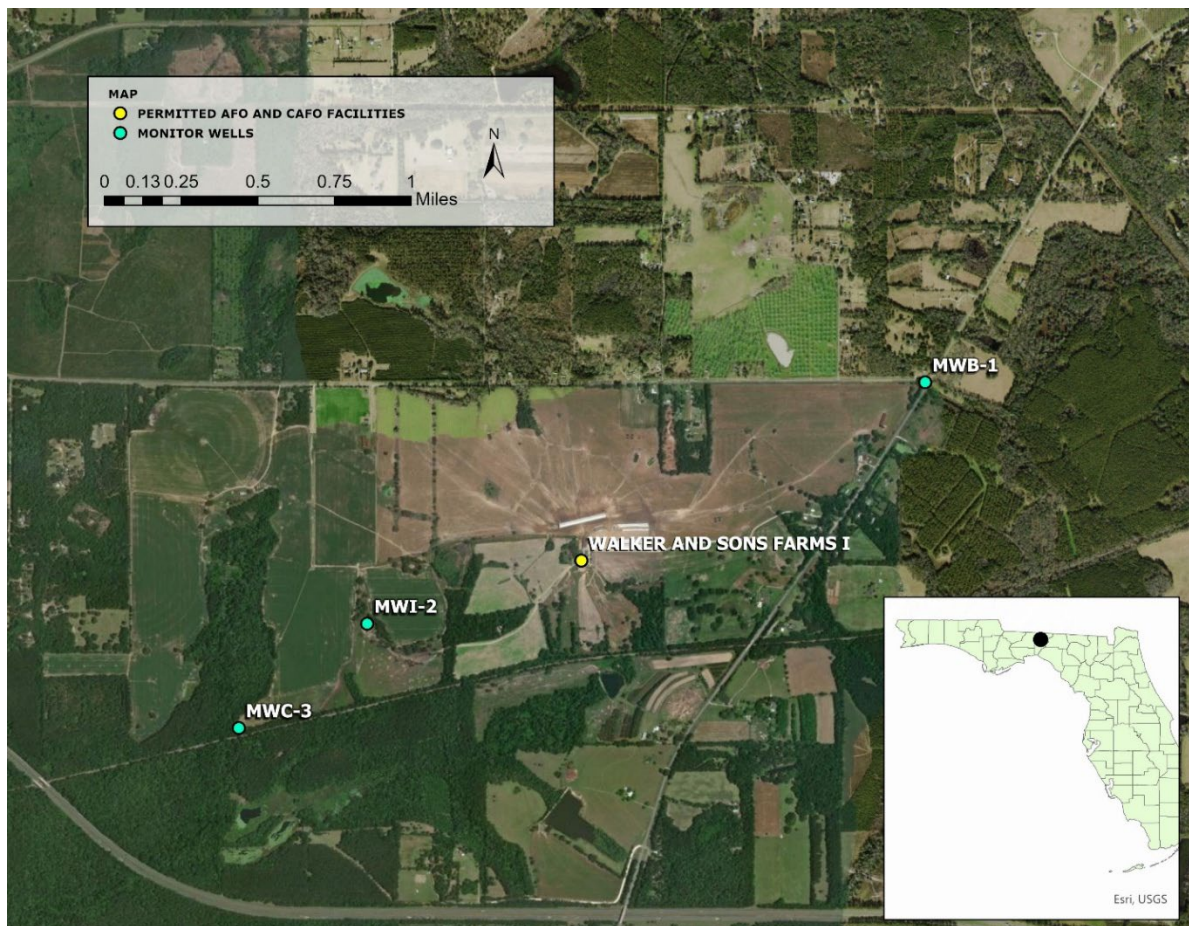 MAP
PERMITTED AFO AND CAFO FACILITIES
MONITOR WELLS
N
0 0.13 0.25 0.5 0.75 1
Miles
MWB-1
WALKER AND SONS FARMS I
MWI-2
MWC-3
Esri, USGS